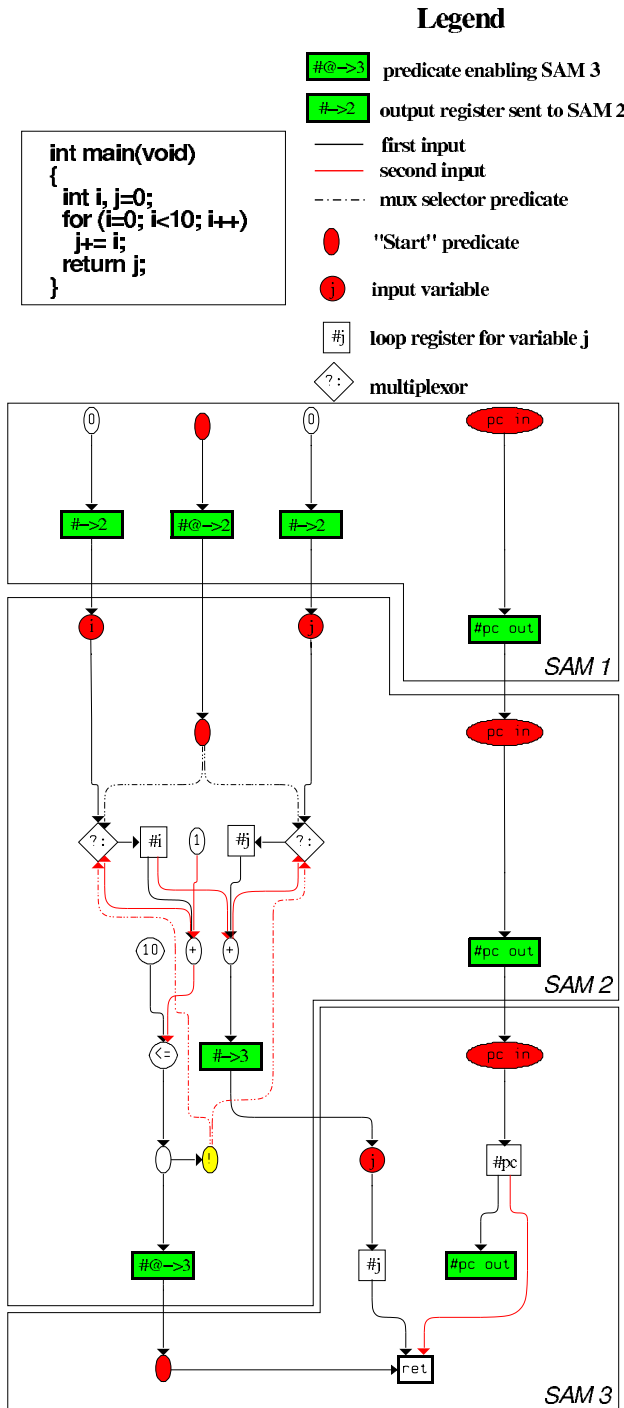 Legend
#@->3 predicate enabling SAM 3
#->2 output register sent to SAM 2
first input
second input
mux selector predicate
"Start" predicate
j input variable
#j loop register for variable j
?: multiplexor
int main(void)
{
int i, j=0;
for (i=0; i<10; i++)
j+= i;
return j;
}
0
0
pc in
#->2
#@->2
#->2
i
j
#pc out
SAM 1
pc in
?:
#i
1
#j
?:
10
+
+
#pc out
SAM 2
<=
#->3
pc in
!
j
#pc
#@->3
#j
#pc out
ret
SAM 3